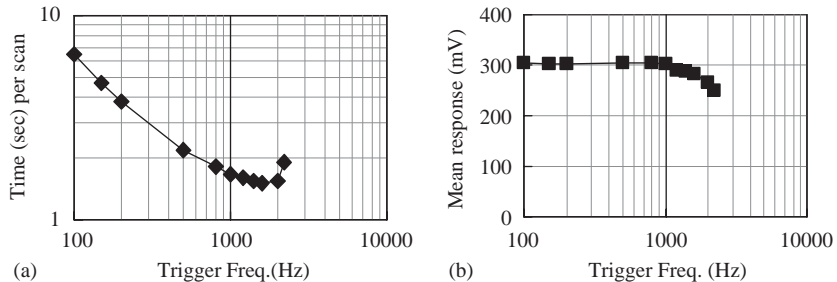 10
1
Time (sec) per scan
100 1000 10000
(a) Trigger Freq.(Hz)
400
300
200
100
0
Mean response (mV)
100 1000 10000
(b) Trigger Freq. (Hz)